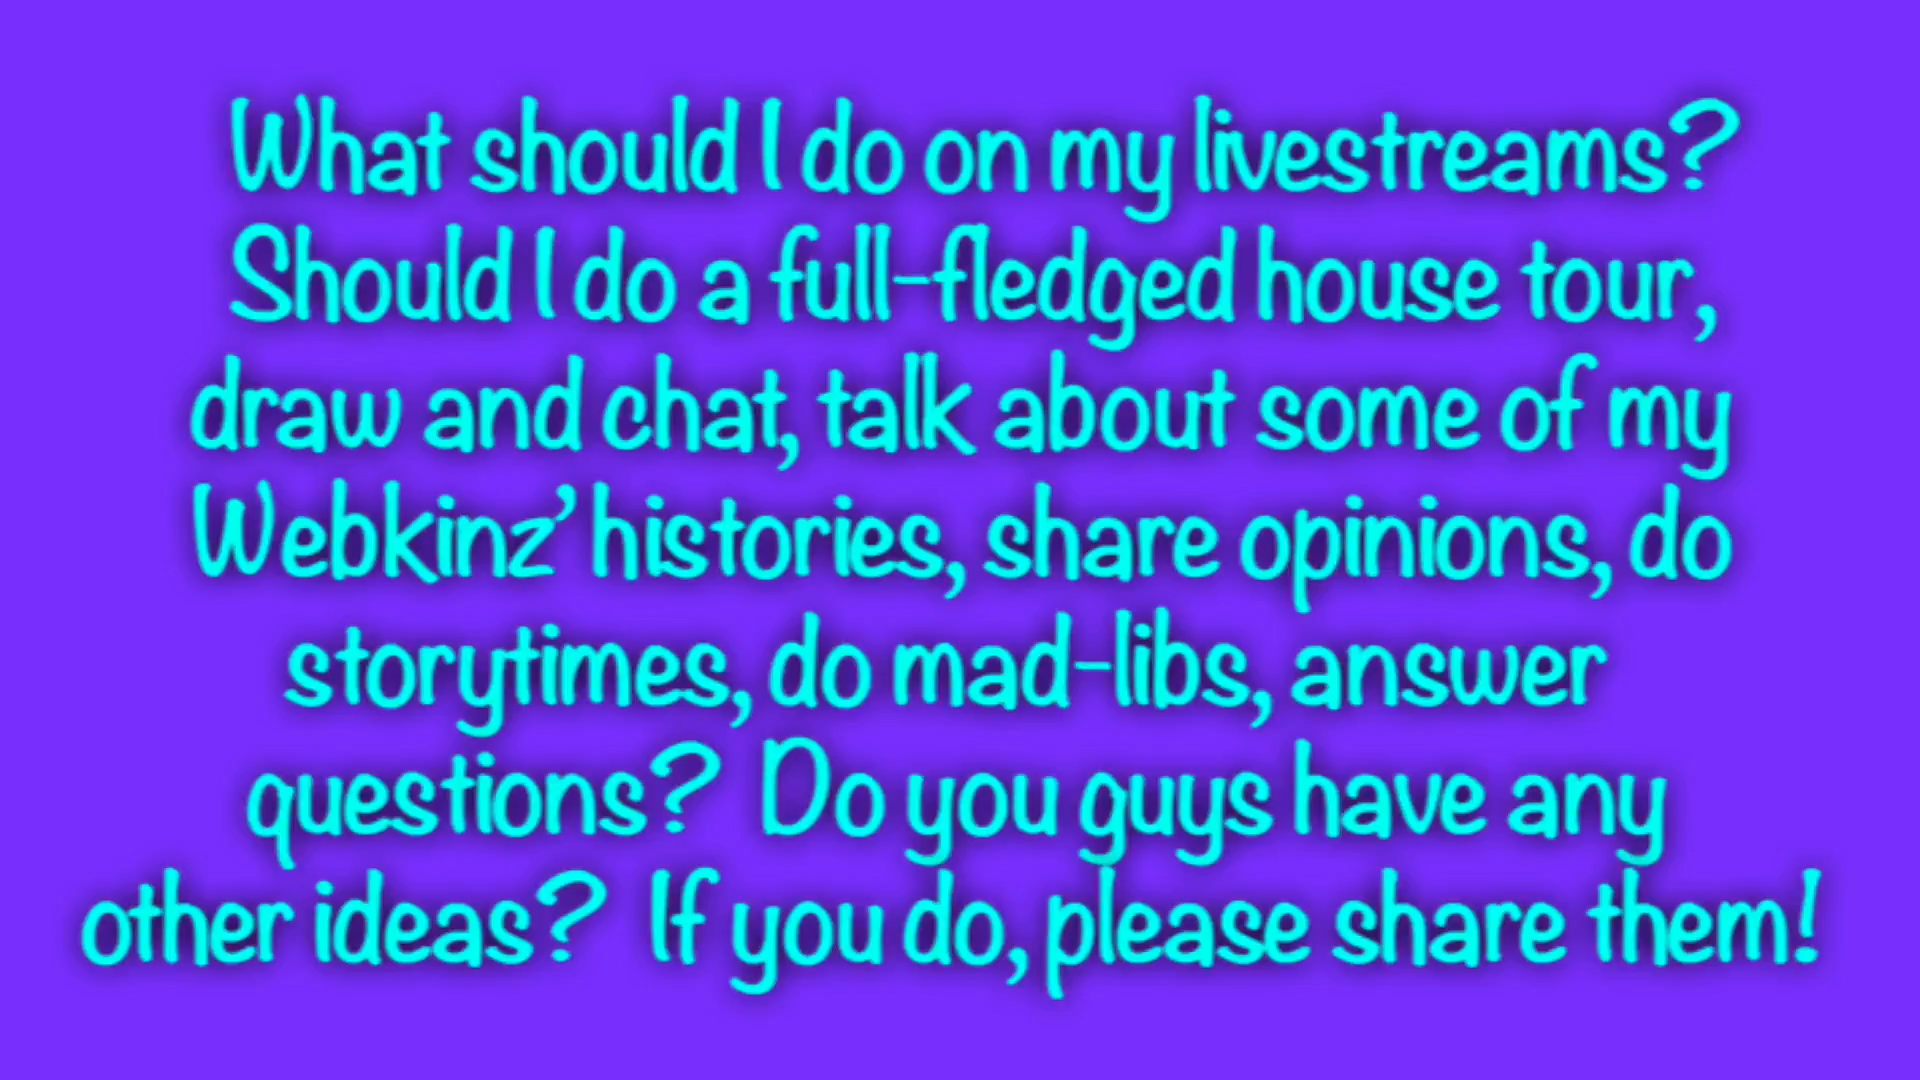 What should I do on my livestreams?
Should I do a full-fledged house tour,
draw and chat, talk about some of my
Webkinz' histories, share opinions, do
storytimes, do mad-libs, answer
questions? Do you guys have any
other ideas? If you do, please share them!